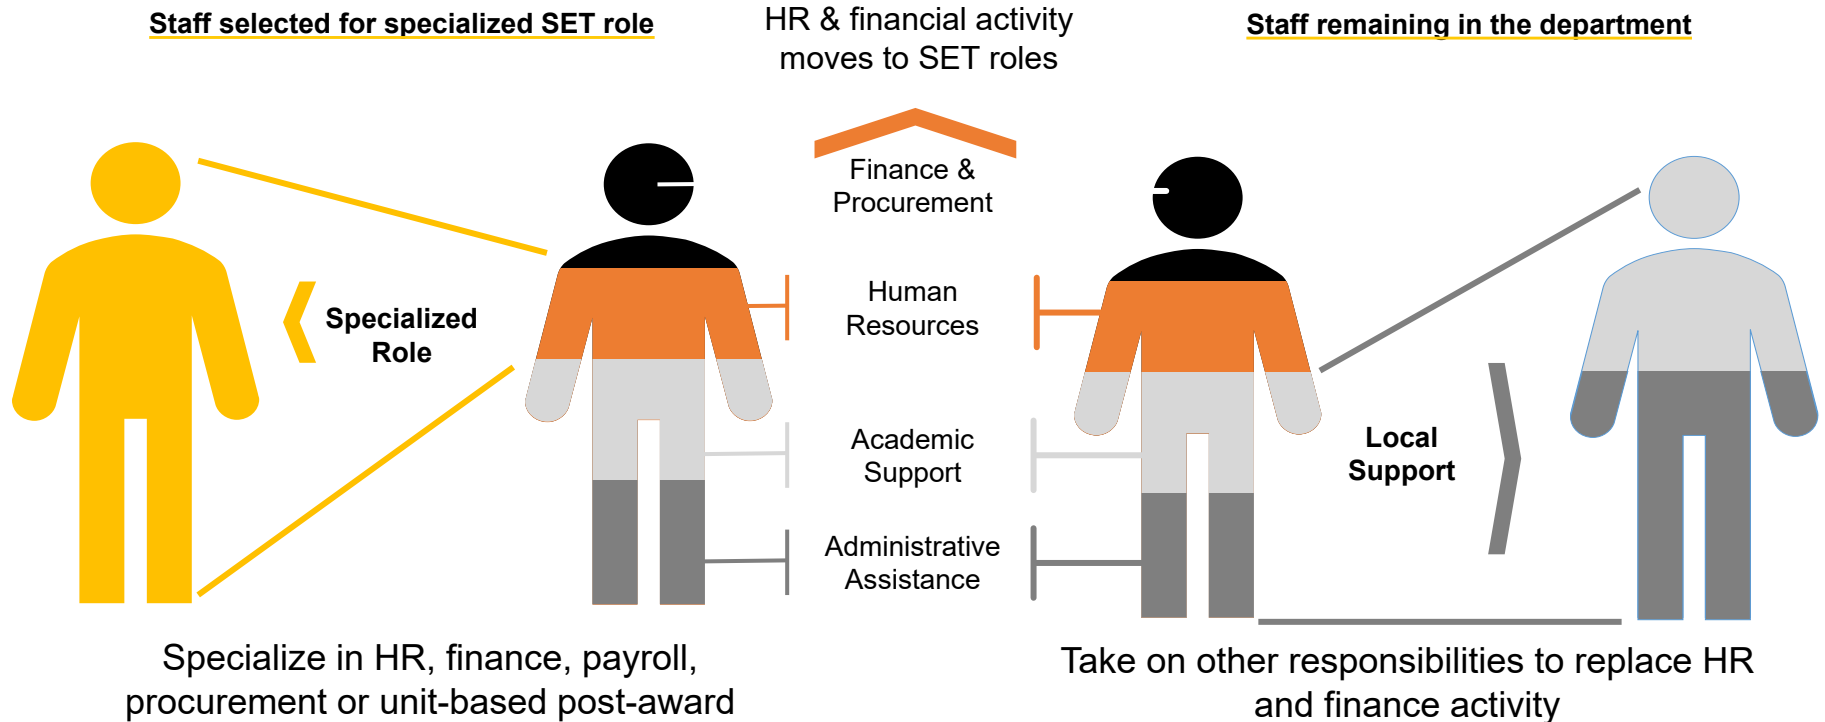 Staff selected for specialized SET role
HR & financial activity
moves to SET roles
Staff remaining in the department
Finance &
Procurement
Human
Resources
Specialized
Role
Academic
Support
Local
Support
Administrative
Assistance
Specialize in HR, finance, payroll,
procurement or unit-based post-award
Take on other responsibilities to replace HR
and finance activity